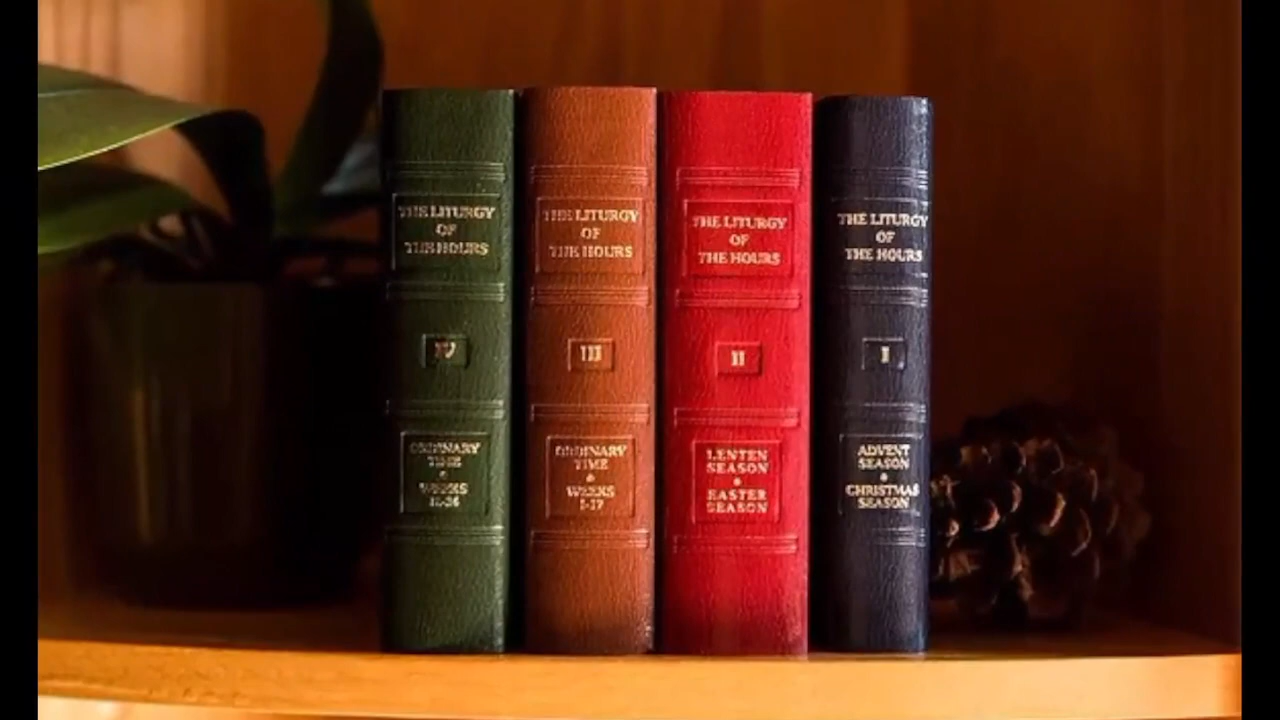 THE LITURGY
OF
THE HOURS
IV
ORDINARY
TIME
WEEKS
THE LITURGY
OF
THE HOURS
III
ORDINARY
TIME
WEEKS
1-17
THE LITURGY
OF
THE HOURS
II
LENTEN
SEASON
EASTER
SEASON
THE LITURGY
OF
THE HOURS
I
ADVENT
SEASON
CHRISTMAS
SEASON